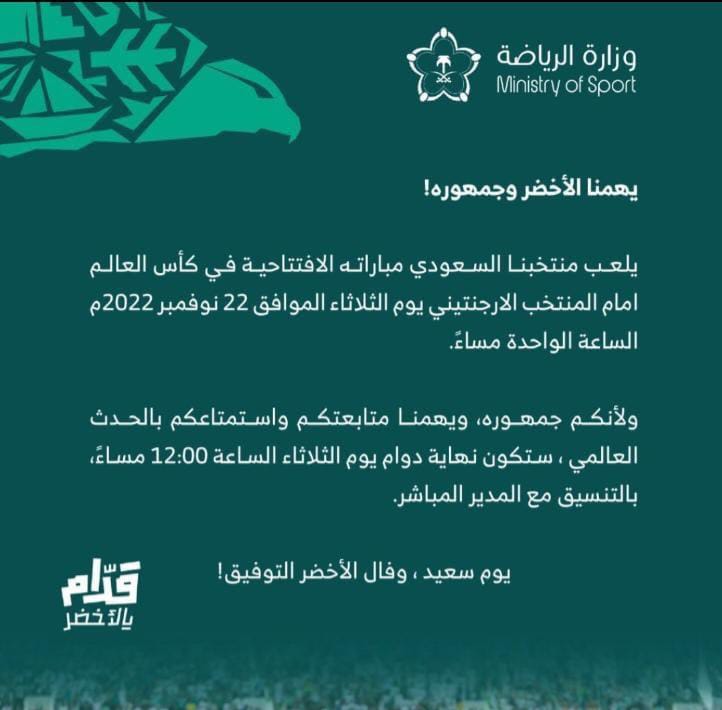 وزارة الرياضة
Ministry of Sport
يهمنا الأخضر وجمهوره!
يلعب منتخبنا السعودي مباراته الافتتاحية في كأس العالم
امام المنتخب الارجنتيني يوم الثلاثاء الموافق 22 نوفمبر 2022م
الساعة الواحدة مساءً.
ولأنكم جمهوره، ويهمنا متابعتكم واستمتاعكم بالحدث
العالمي ، ستكون نهاية دوام يوم الثلاثاء الساعة 12:00 مساءً،
بالتنسيق مع المدير المباشر.
يوم سعيد ، وفال الأخضر التوفيق!
قدّام
يالأخضر